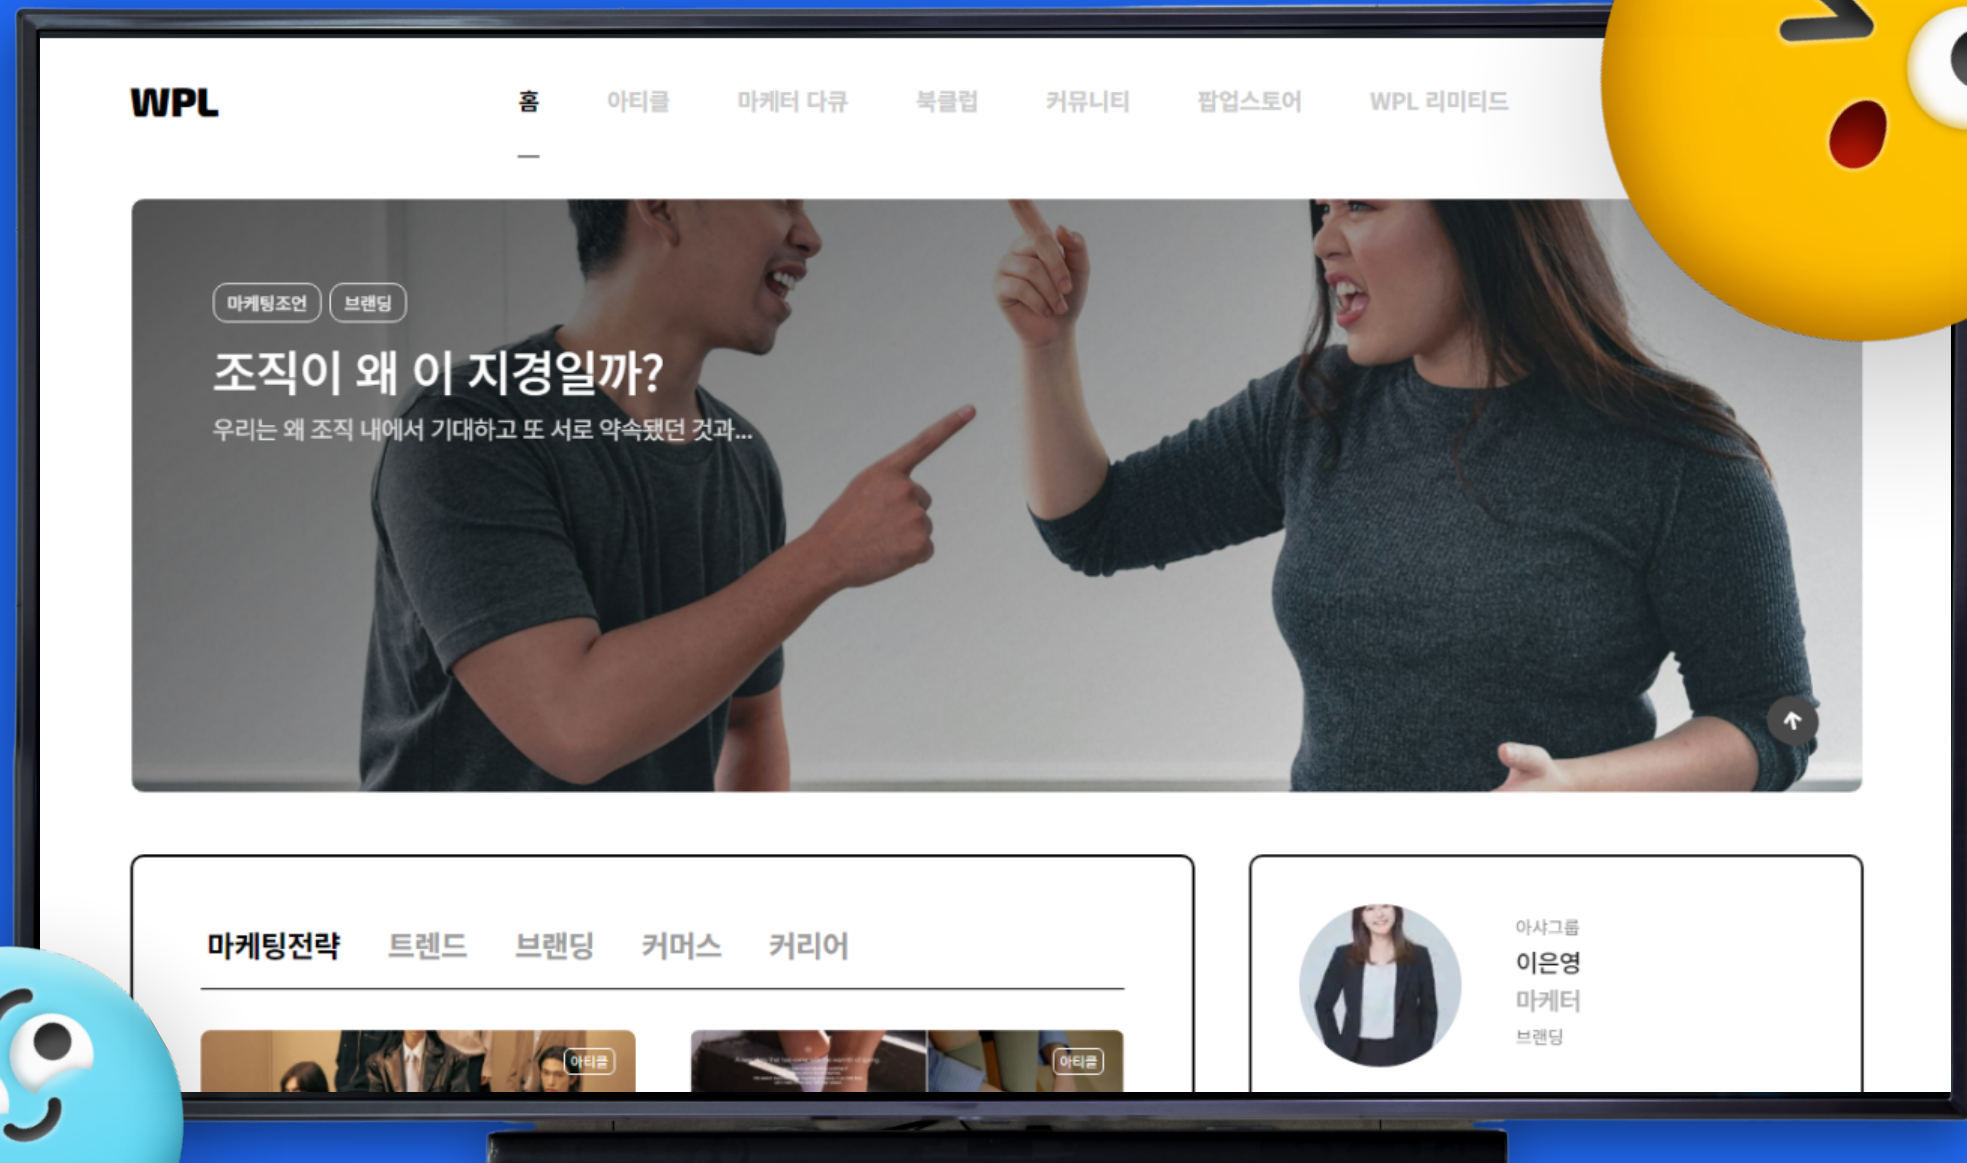 WPL
홈 아티클 마케터 다큐 북클럽 커뮤니티 팝업스토어 WPL 리미티드
마케팅조언 브랜딩
조직이 왜 이 지경일까?
우리는 왜 조직 내에서 기대하고 또 서로 약속됐던 것과...
마케팅전략 트렌드 브랜딩 커머스 커리어
아티클 아티클
아샤그룹
이은영
마케터
브랜딩